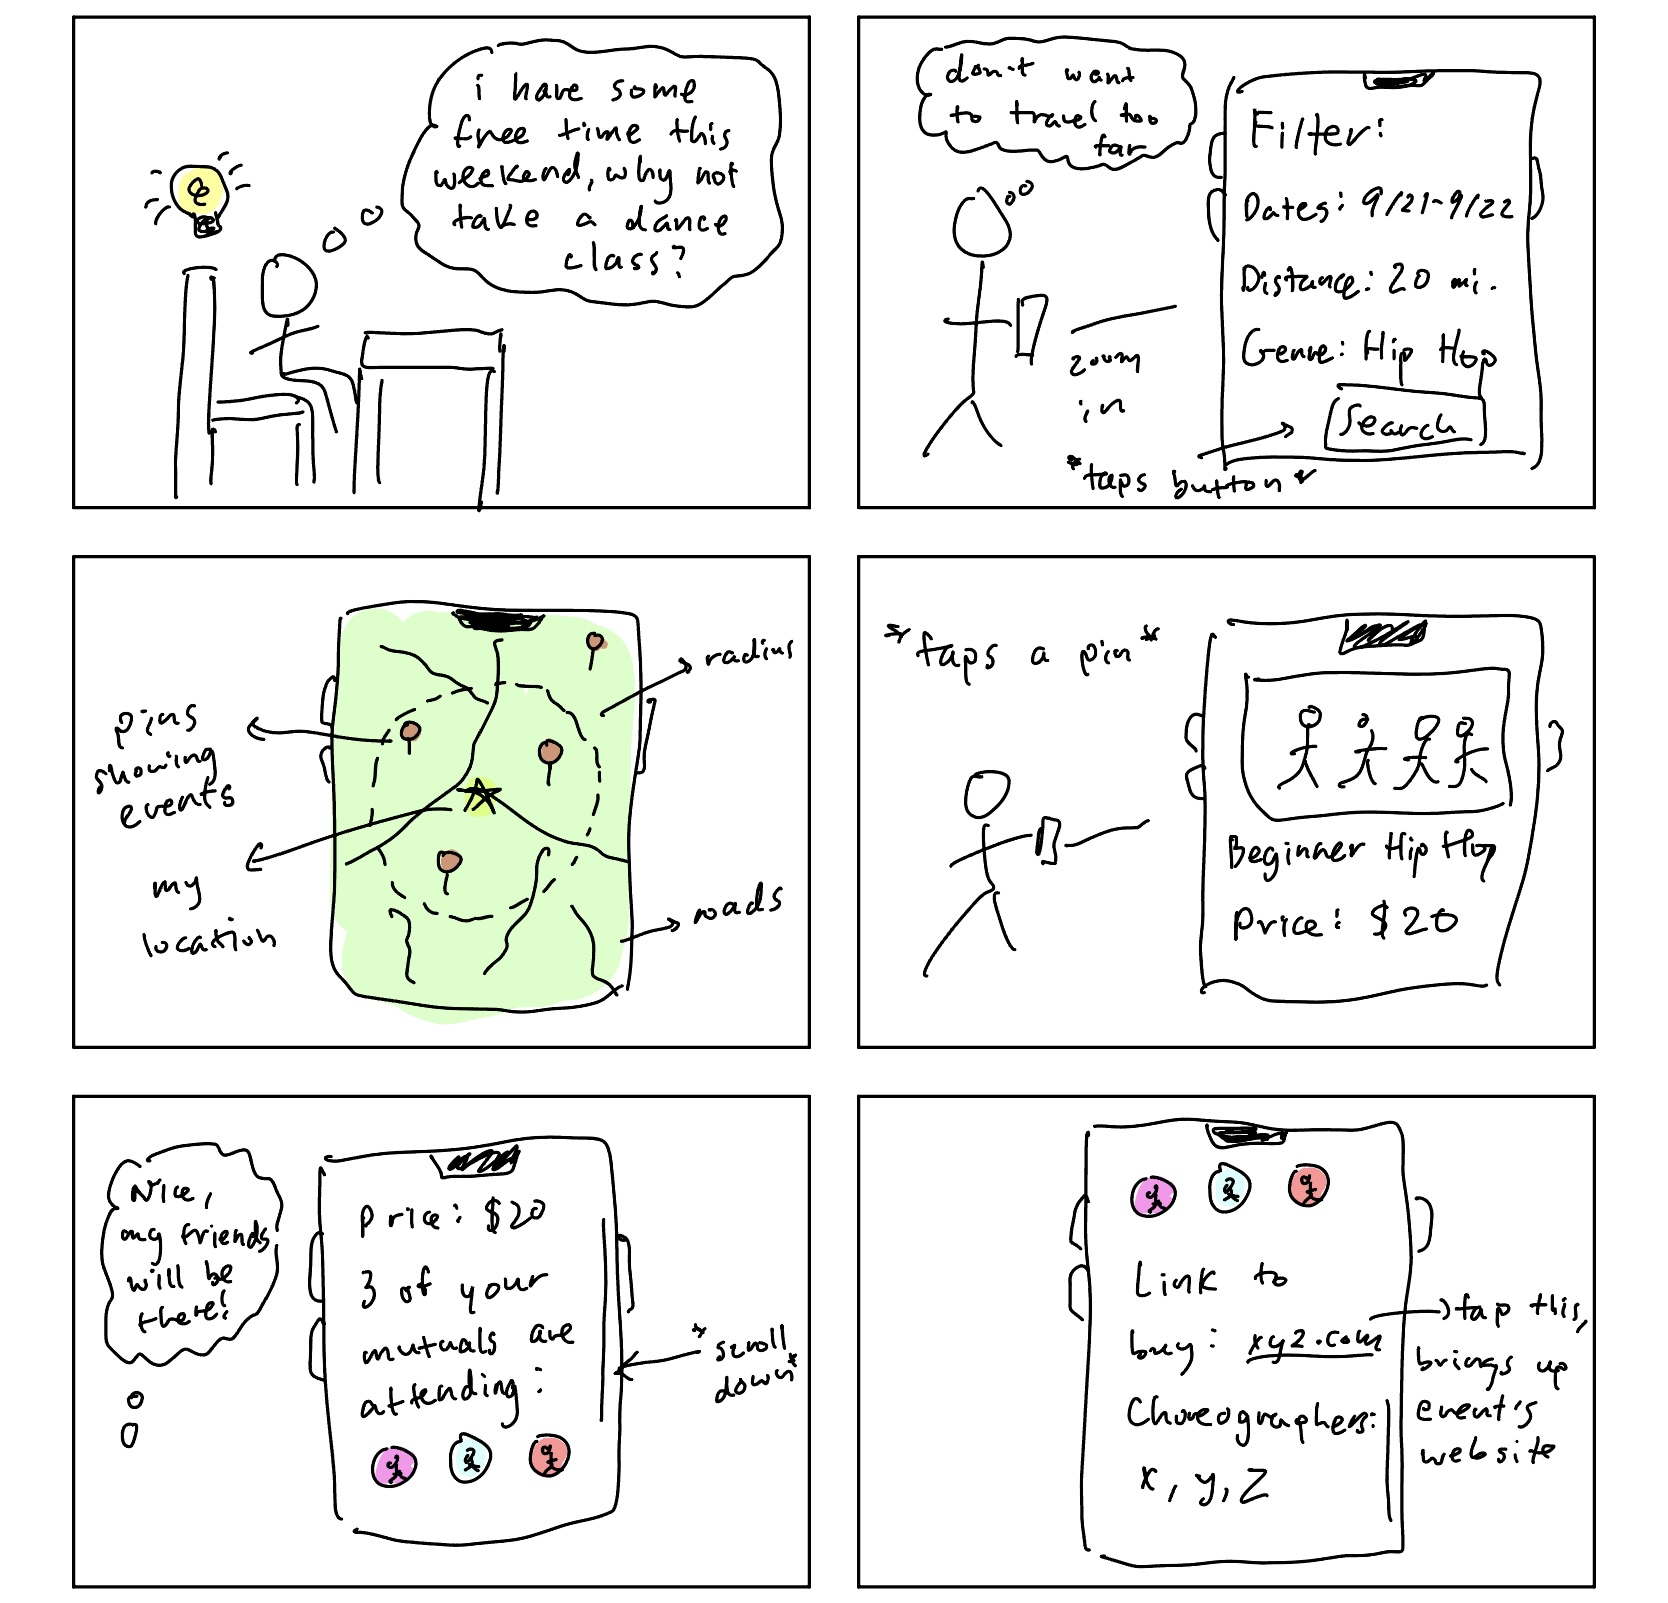 i have some
free time this
weekend, why not
take a dance
class?
don't want
to travel too
far
Filter:
Dates: 9/21-9/22
Distance: 20 mi.
Genre: Hip Hop
Search
zoom
in
*taps button*
radius
pins
showing
events
my
location
roads
*taps a pin*
Beginner Hip Hop
Price: $20
Nice,
my friends
will be
there!
Price: $20
3 of your
mutuals are
attending:
*scroll
down*
Link to
buy: xyz.com
Choreographers:
x, y, z
tap this,
brings up
event's
website